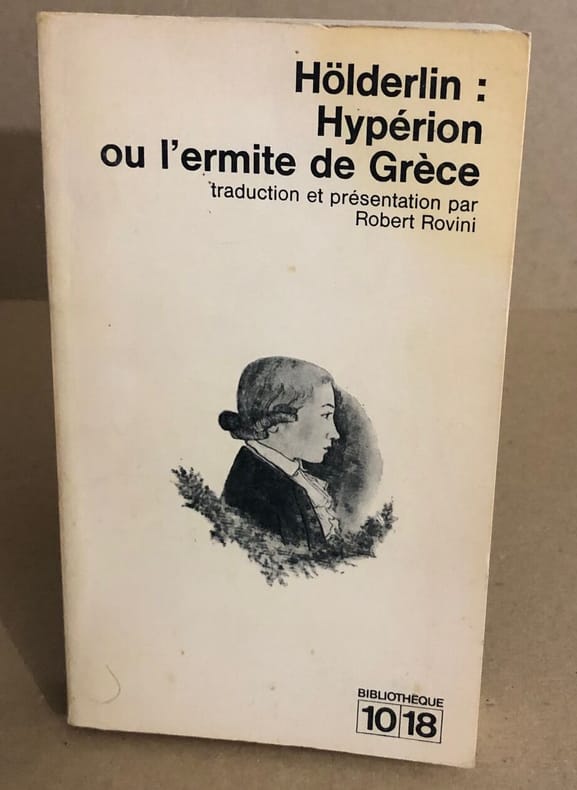 Hölderlin :
Hypérion
ou l'ermite de Grèce
traduction et présentation par
Robert Rovini
BIBLIOTHÈQUE
10 18